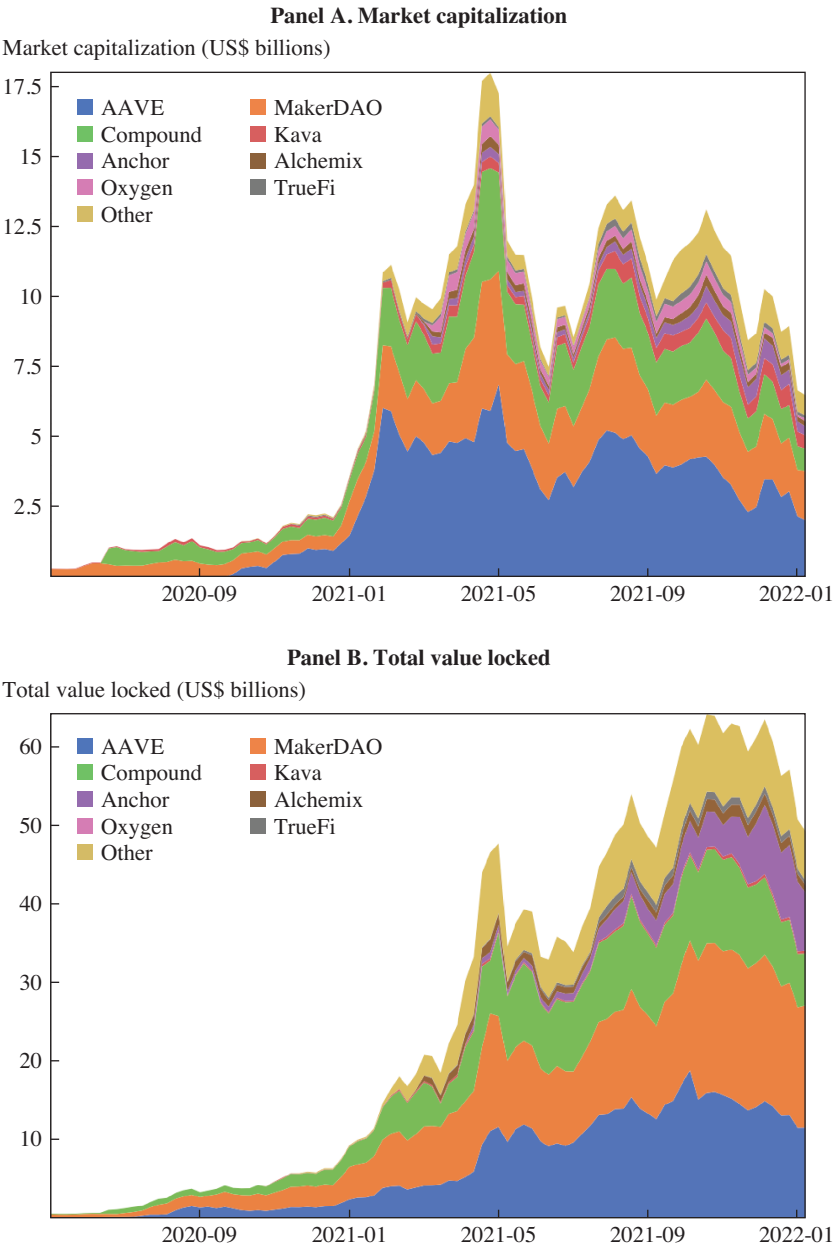 Panel A. Market capitalization
Market capitalization (US$ billions)
17.5
15
12.5
10
7.5
5
2.5
AAVE
MakerDAO
Compound
Kava
Anchor
Alchemix
Oxygen
TrueFi
Other
2020-09
2021-01
2021-05
2021-09
2022-01
Panel B. Total value locked
Total value locked (US$ billions)
60
50
40
30
20
10
AAVE
MakerDAO
Compound
Kava
Anchor
Alchemix
Oxygen
TrueFi
Other
2020-09
2021-01
2021-05
2021-09
2022-01